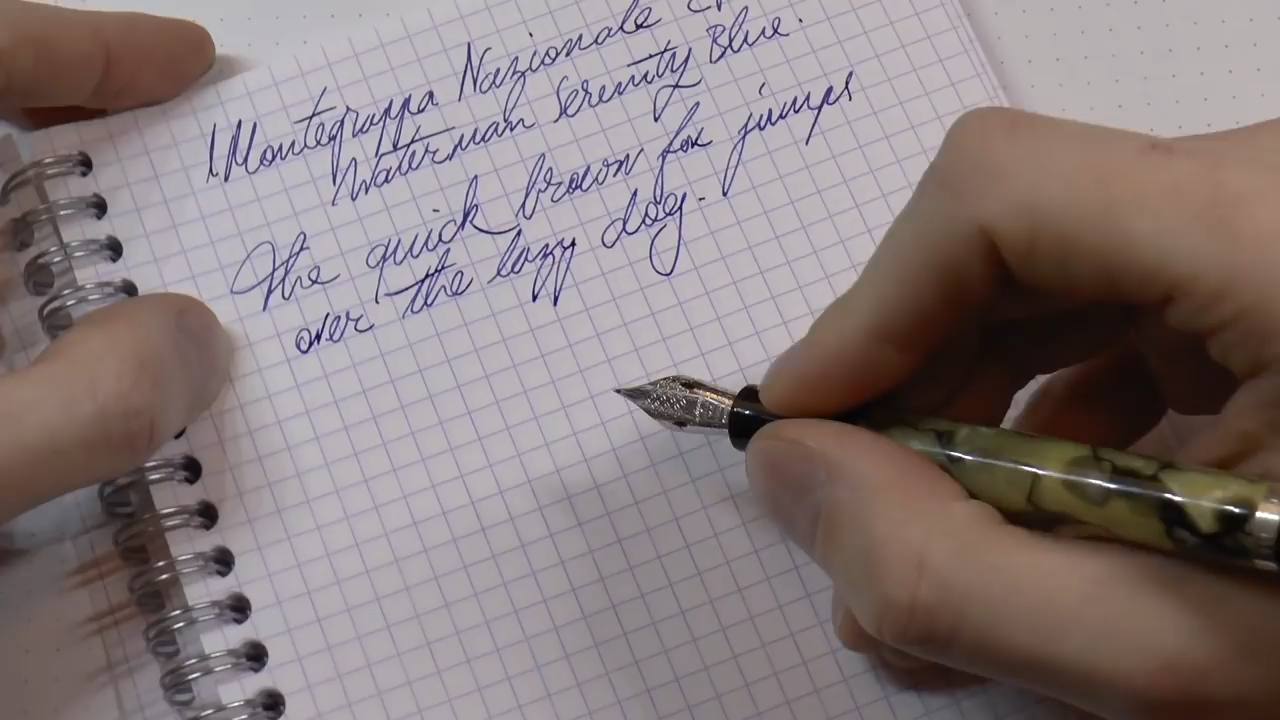 Montegrappa Nazionale
Waterman Serenity Blue.
The quick brown fox jumps
over the lazy dog.